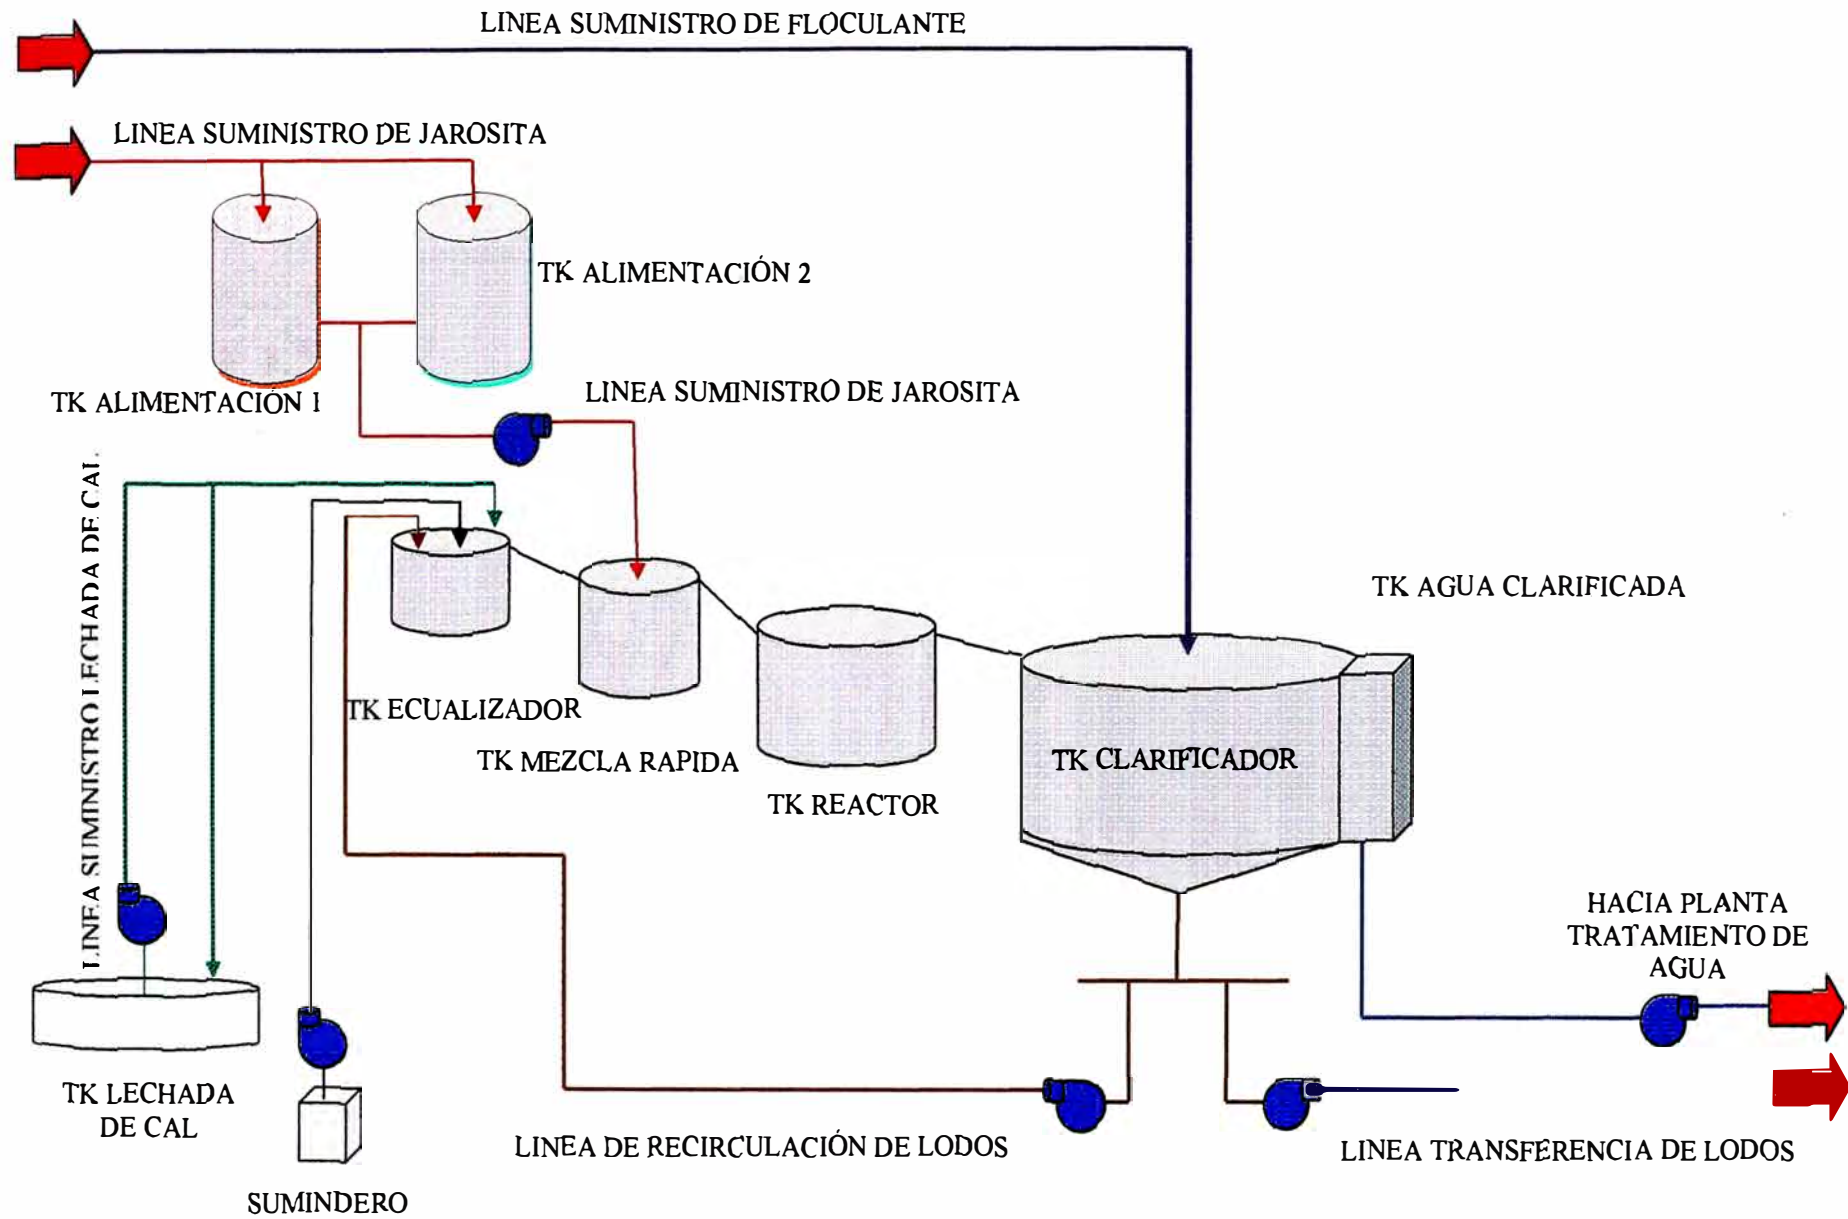 LINEA SUMINISTRO DE FLOCULANTE
LINEA SUMINISTRO DE JAROSITA
TK ALIMENTACIÓN 2
TK ALIMENTACIÓN 1
LINEA SUMINISTRO DE JAROSITA
LINEA SUMINISTRO LECHADA DE CAL
TK AGUA CLARIFICADA
TK ECUALIZADOR
TK MEZCLA RAPIDA
TK CLARIFICADOR
TK REACTOR
HACIA PLANTA
TRATAMIENTO DE
AGUA
TK LECHADA
DE CAL
LINEA DE RECIRCULACIÓN DE LODOS
LINEA TRANSFERENCIA DE LODOS
SUMINDERO